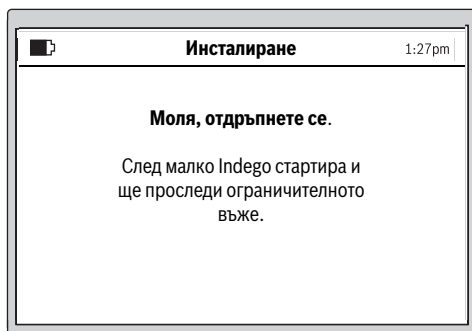 Инсталиране 1:27pm
Моля, отдръпнете се.
След малко Indego стартира и
ще проследи ограничителното
въже.